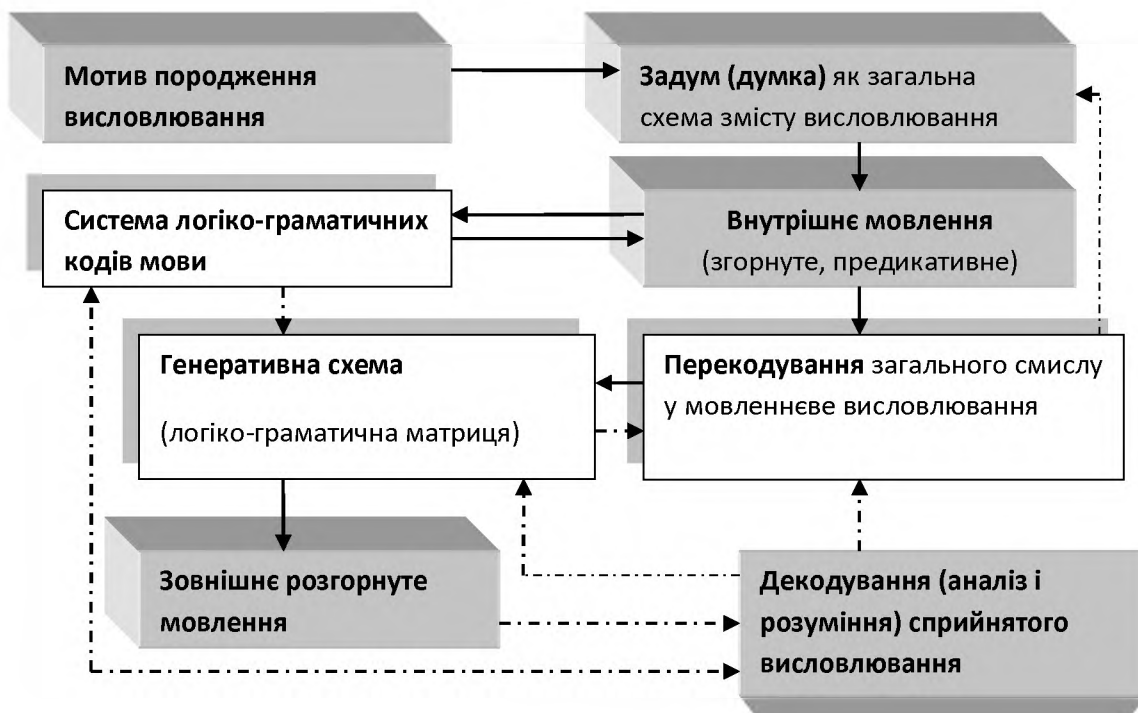 Мотив породження
висловлювання
Задум (думка) як загальна
схема змісту висловлювання
Система логіко-граматичних
кодів мови
Внутрішнє мовлення
(згорнуте, предикативне)
Генеративна схема
(логіко-граматична матриця)
Перекодування загального смислу
у мовленнєве висловлювання
Зовнішнє розгорнуте
мовлення
Декодування (аналіз і
розуміння) сприйнятого
висловлювання